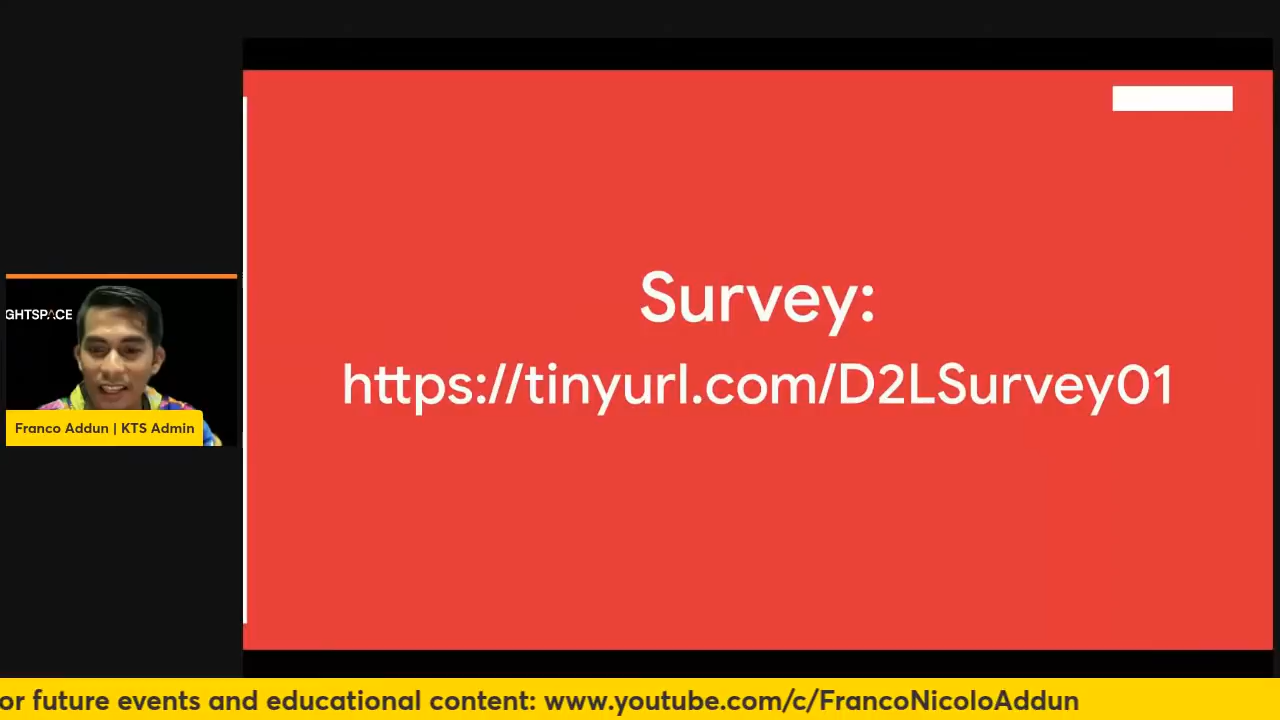 Survey:
https://tinyurl.com/D2LSurvey01
GHTSPACE
Franco Addun | KTS Admin
or future events and educational content: www.youtube.com/c/FrancoNicoloAddun